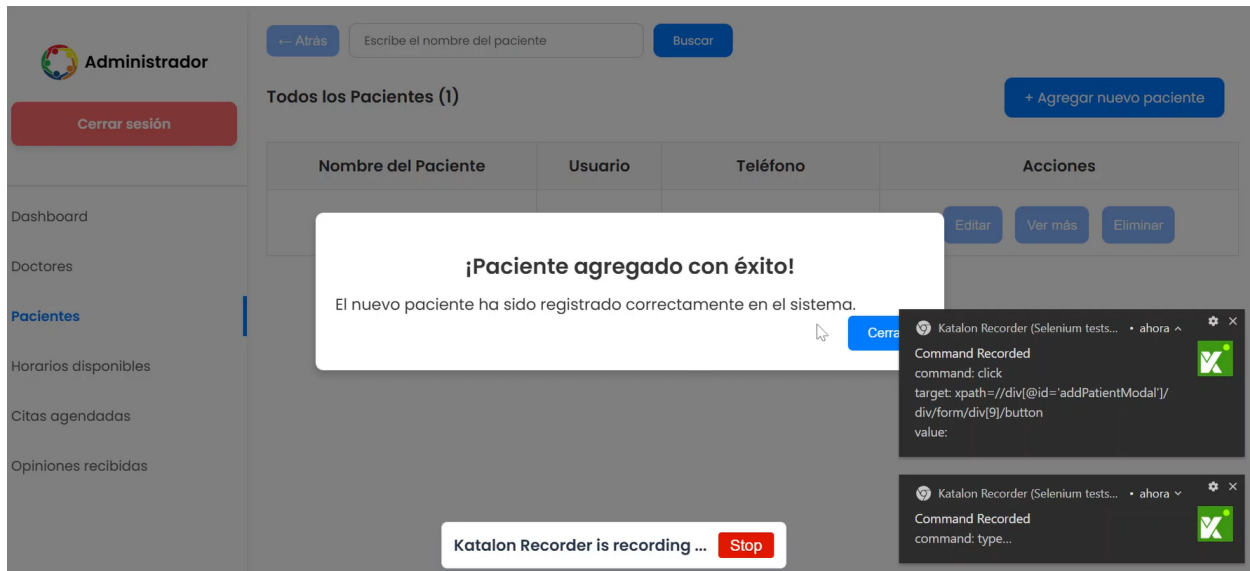 Administrador
Cerrar sesión
Dashboard
Doctores
Pacientes
Horarios disponibles
Citas agendadas
Opiniones recibidas
← Atrás
Escribe el nombre del paciente
Buscar
Todos los Pacientes (1)
+ Agregar nuevo paciente
Nombre del Paciente Usuario Teléfono Acciones
Editar Ver más Eliminar
¡Paciente agregado con éxito!
El nuevo paciente ha sido registrado correctamente en el sistema.
Cerra
Katalon Recorder (Selenium tests... • ahora
Command Recorded
command: click
target: xpath=//div[@id='addPatientModal']/
div/form/div[9]/button
value:
Katalon Recorder (Selenium tests... • ahora
Command Recorded
command: type...
Katalon Recorder is recording ... Stop